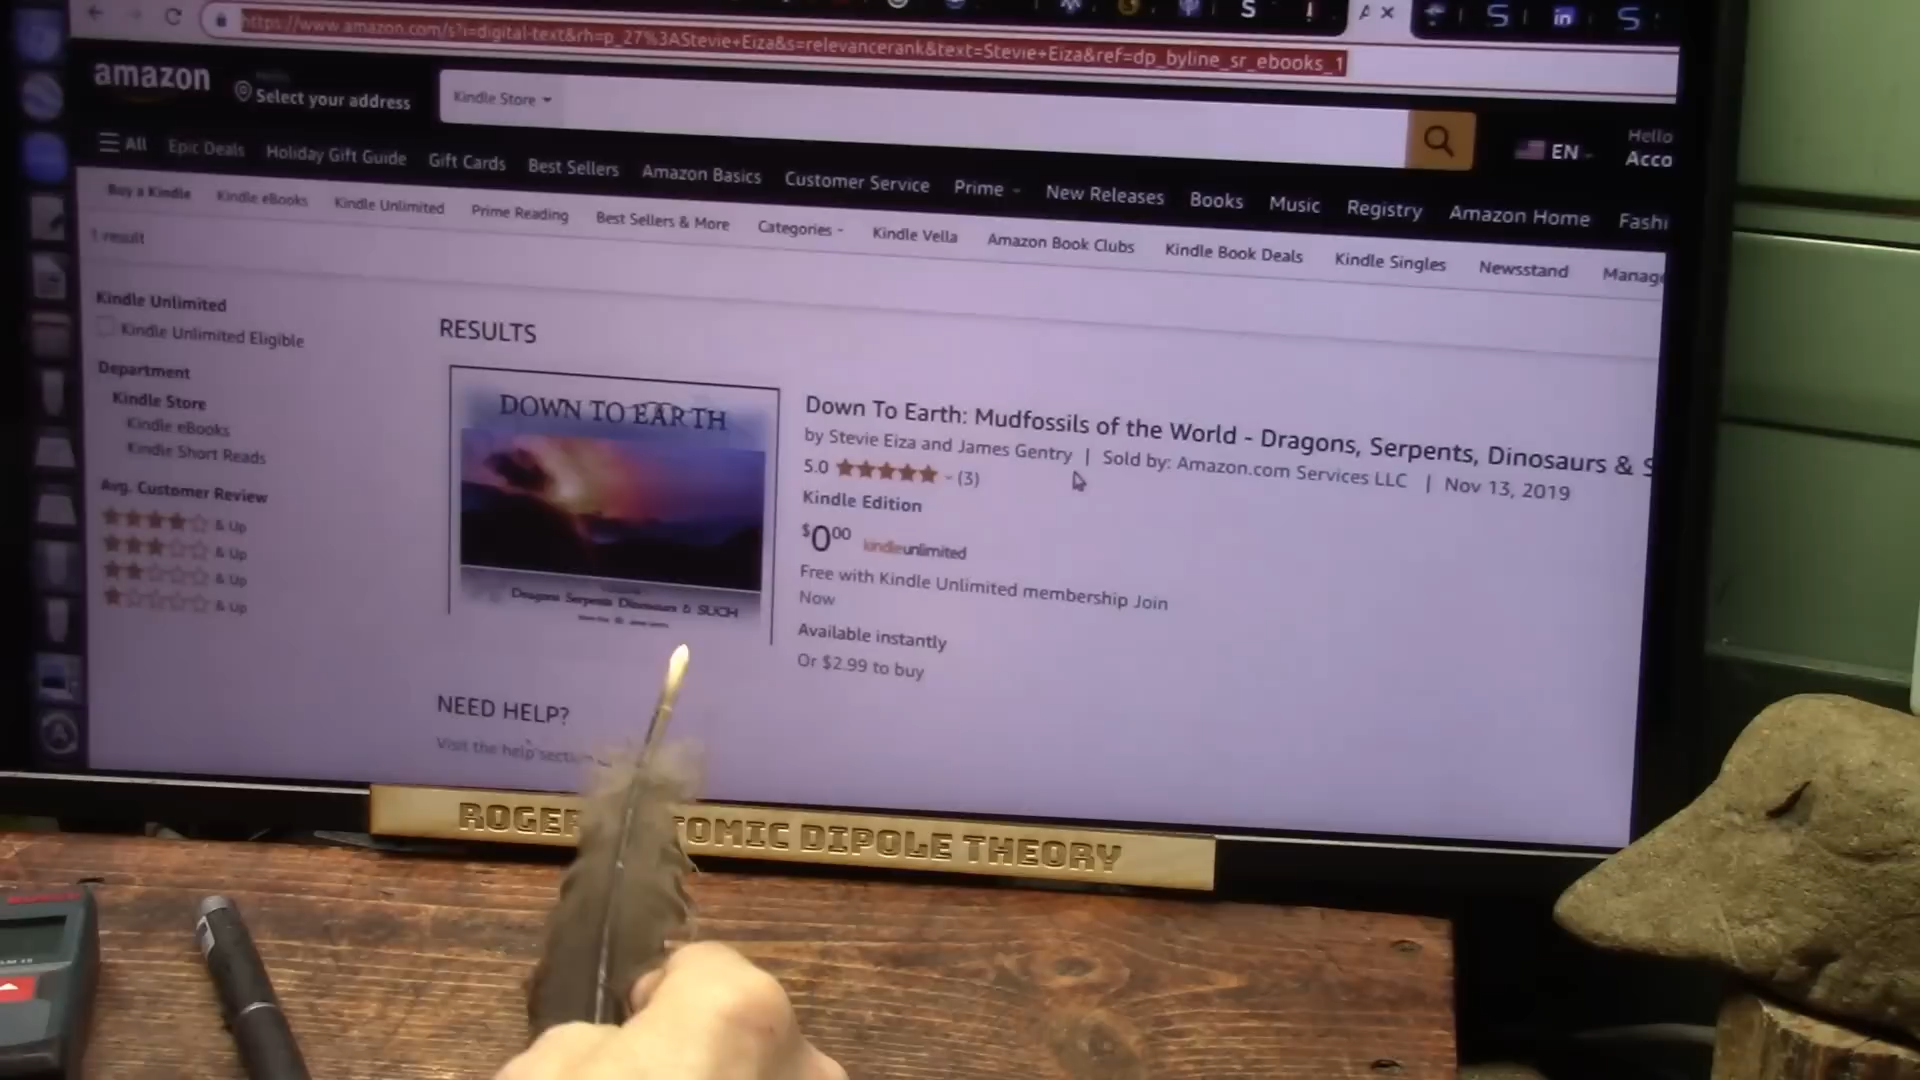 https://www.amazon.com/s?i=digital-text&rh=p_27%3AStevie+Eiza&s=relevancerank&text=Stevie+Eiza&ref=dp_byline_sr_ebooks_1
amazon
Select your address
Kindle Store
EN
Hello
Acco
All Epic Deals Holiday Gift Guide Gift Cards Best Sellers Amazon Basics Customer Service Prime New Releases Books Music Registry Amazon Home Fashi
Buy a Kindle Kindle eBooks Kindle Unlimited Prime Reading Best Sellers & More Categories Kindle Vella Amazon Book Clubs Kindle Book Deals Kindle Singles Newsstand Manag
1 result
Kindle Unlimited
Kindle Unlimited Eligible
Department
Kindle Store
Kindle eBooks
Kindle Short Reads
Avg. Customer Review
& Up
& Up
& Up
& Up
RESULTS
DOWN TO EARTH
Dragons Serpents Dinosaurs & SUCH
Down To Earth: Mudfossils of the World - Dragons, Serpents, Dinosaurs & S
by Stevie Eiza and James Gentry | Sold by: Amazon.com Services LLC | Nov 13, 2019
5.0 (3)
Kindle Edition
$000 kindleunlimited
Free with Kindle Unlimited membership Join
Now
Available instantly
Or $2.99 to buy
NEED HELP?
Visit the help secti
ROGER TOMIC DIPOLE THEORY